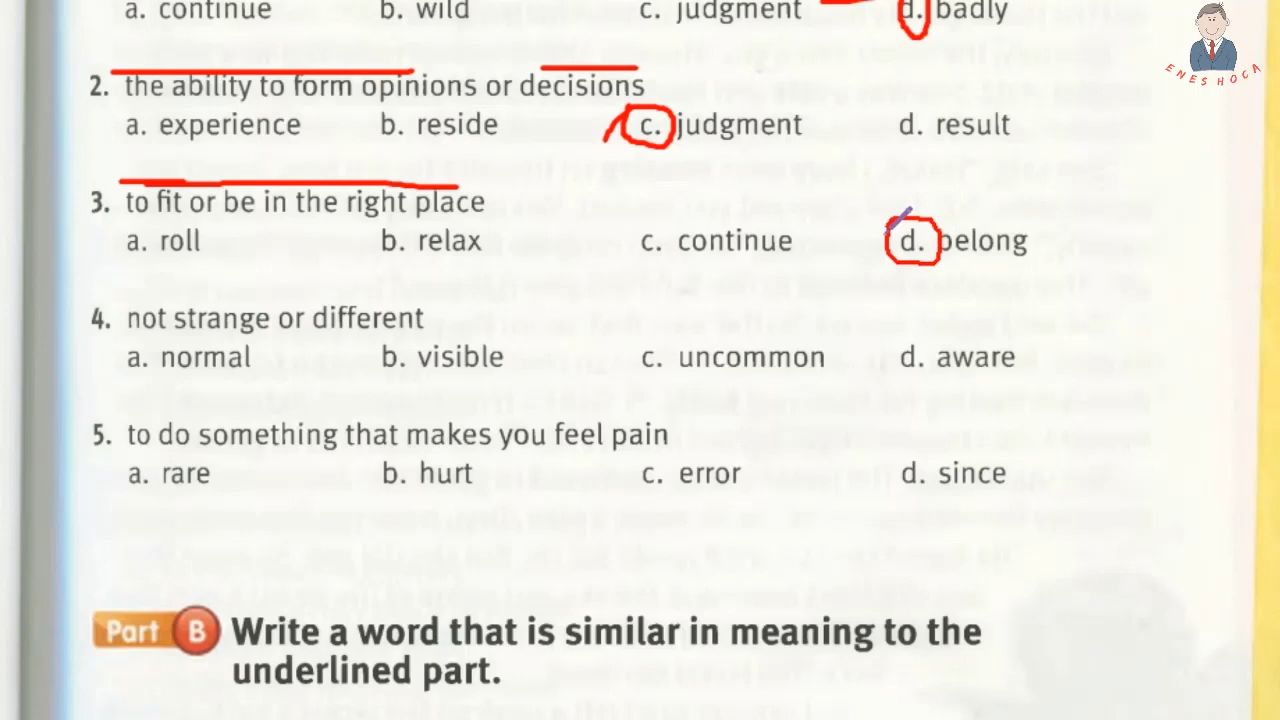 a. continue b. wild c. judgment d. badly
ENES HOCA
2. the ability to form opinions or decisions
a. experience b. reside c. judgment d. result
3. to fit or be in the right place
a. roll b. relax c. continue d. belong
4. not strange or different
a. normal b. visible c. uncommon d. aware
5. to do something that makes you feel pain
a. rare b. hurt c. error d. since
Part B Write a word that is similar in meaning to the
underlined part.